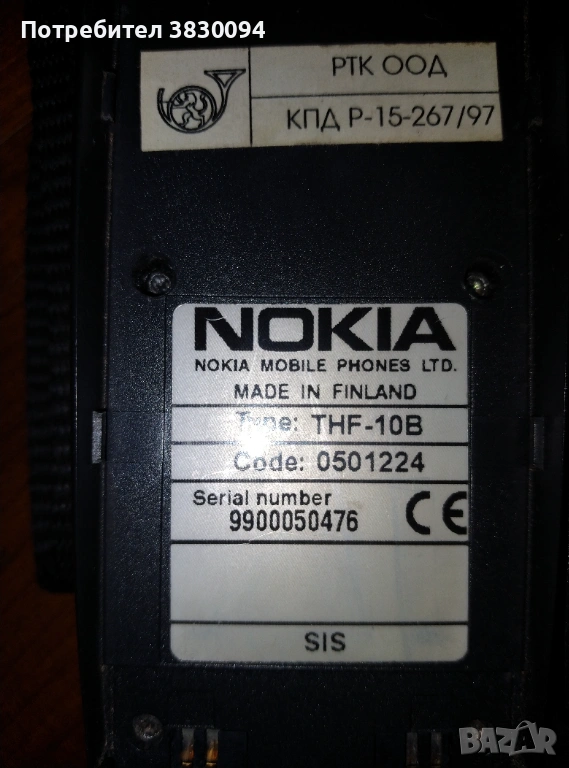 Потребител 3830094
РТК ООД
КПД Р-15-267/97
NOKIA
NOKIA MOBILE PHONES LTD.
MADE IN FINLAND
Type: THF-10B
Code: 0501224
Serial number
9900050476
CE
SIS
BAZAR